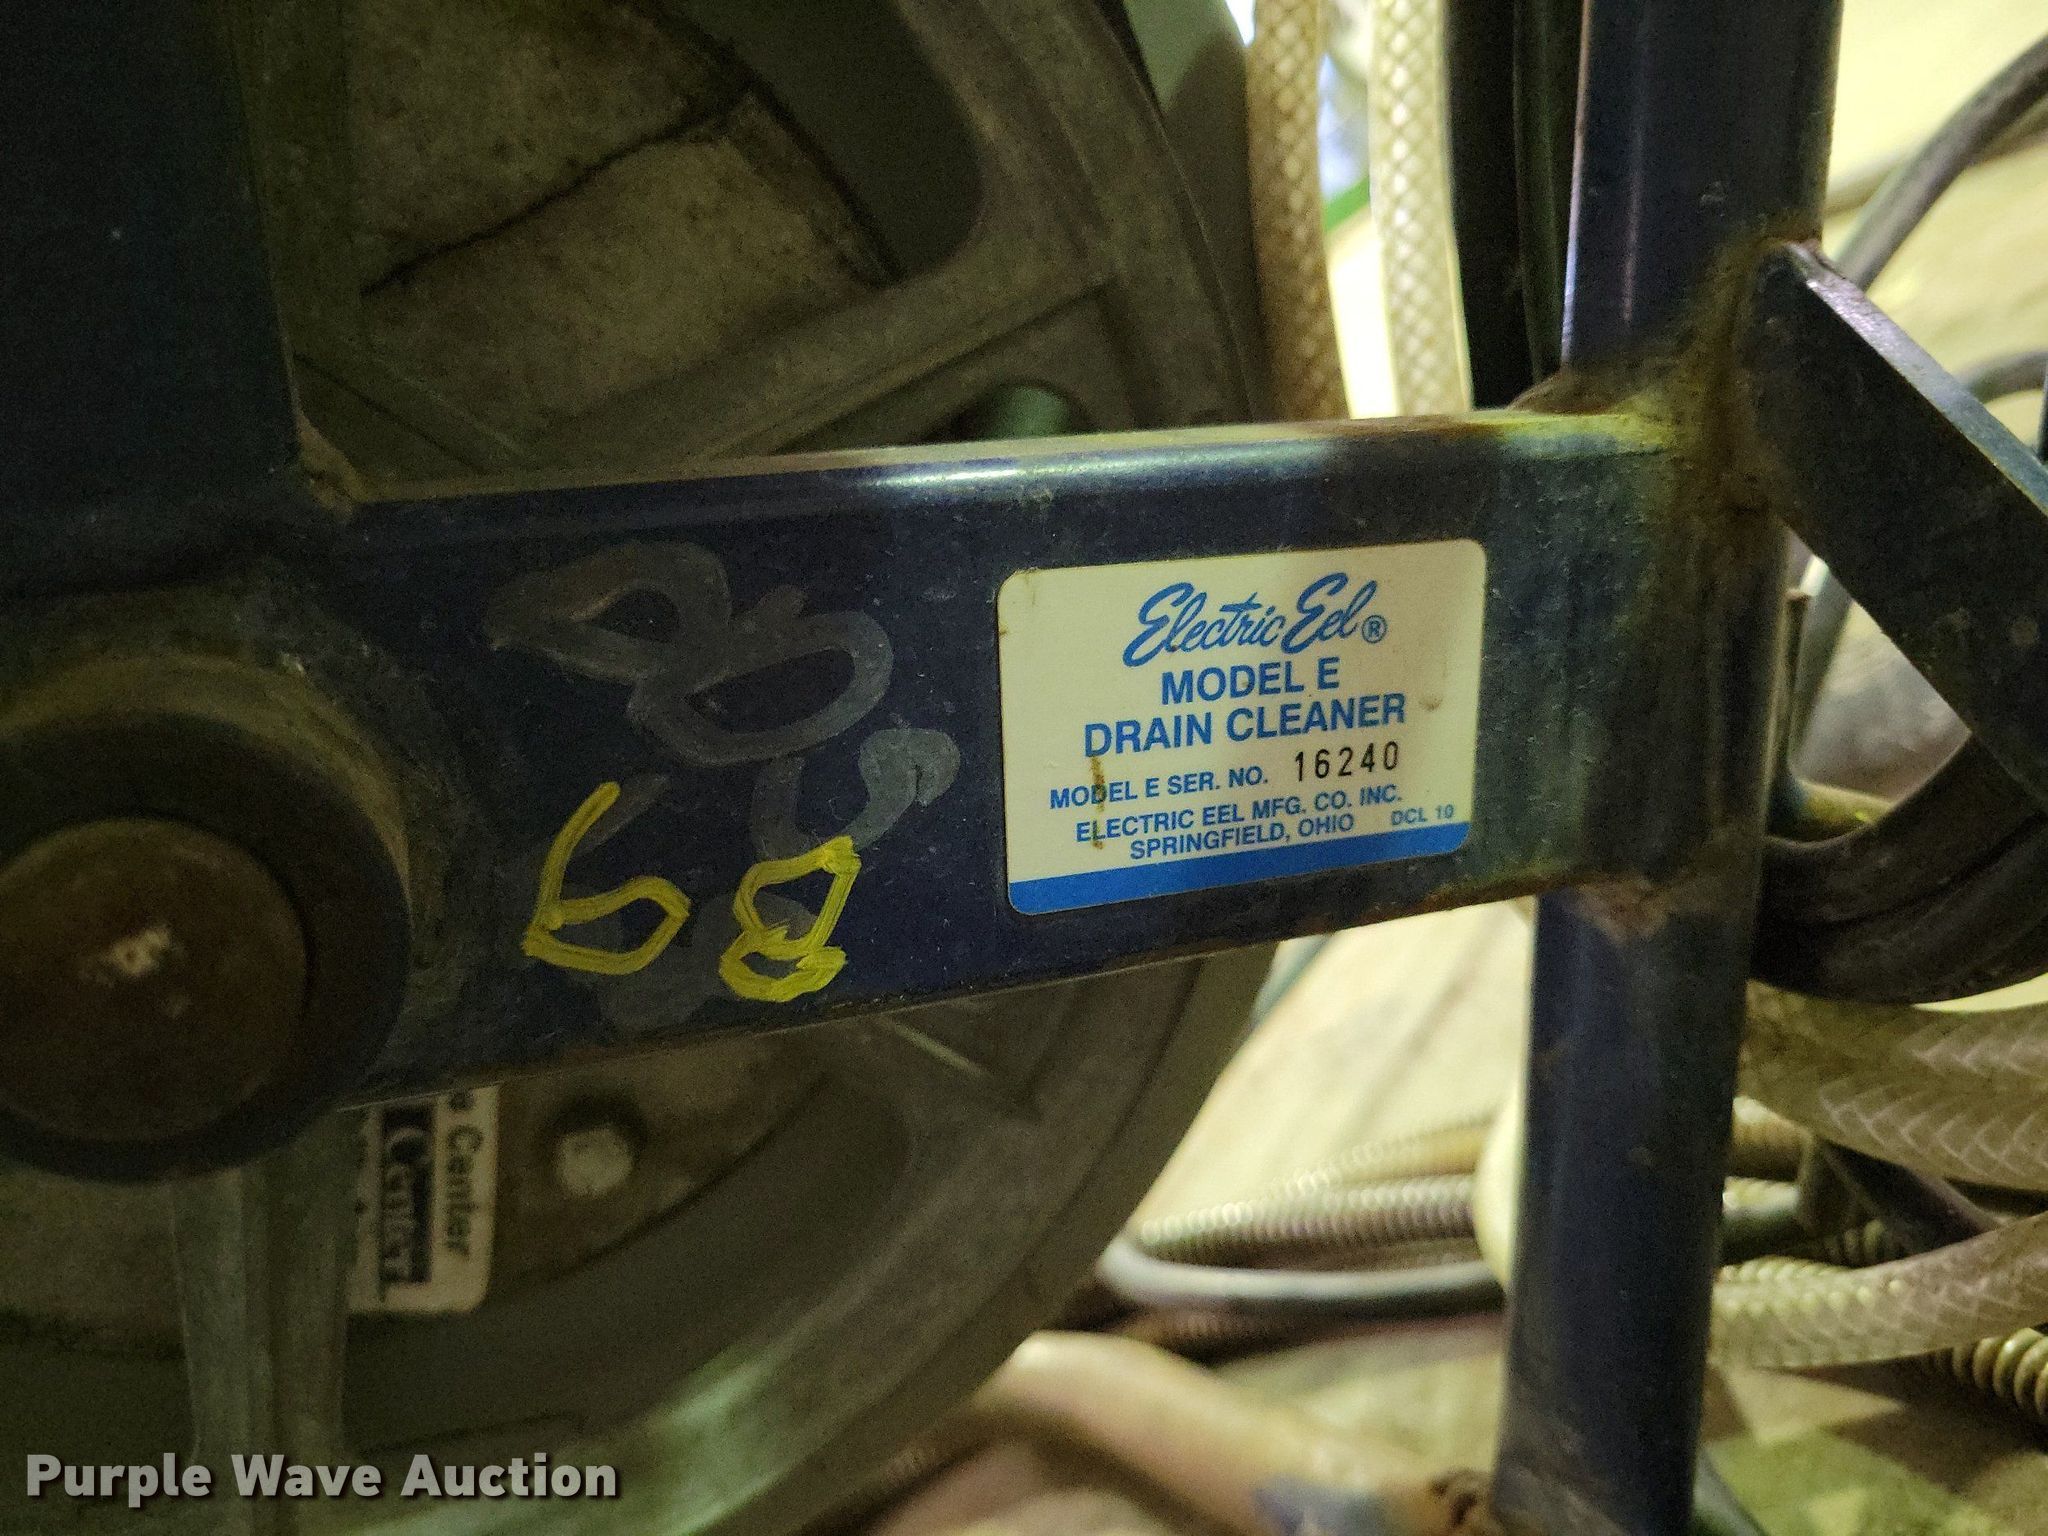 Electric Eel®
MODEL E
DRAIN CLEANER
MODEL E SER. NO. 16240
ELECTRIC EEL MFG. CO. INC.
SPRINGFIELD, OHIO DCL 10
68
Center
Purple Wave Auction